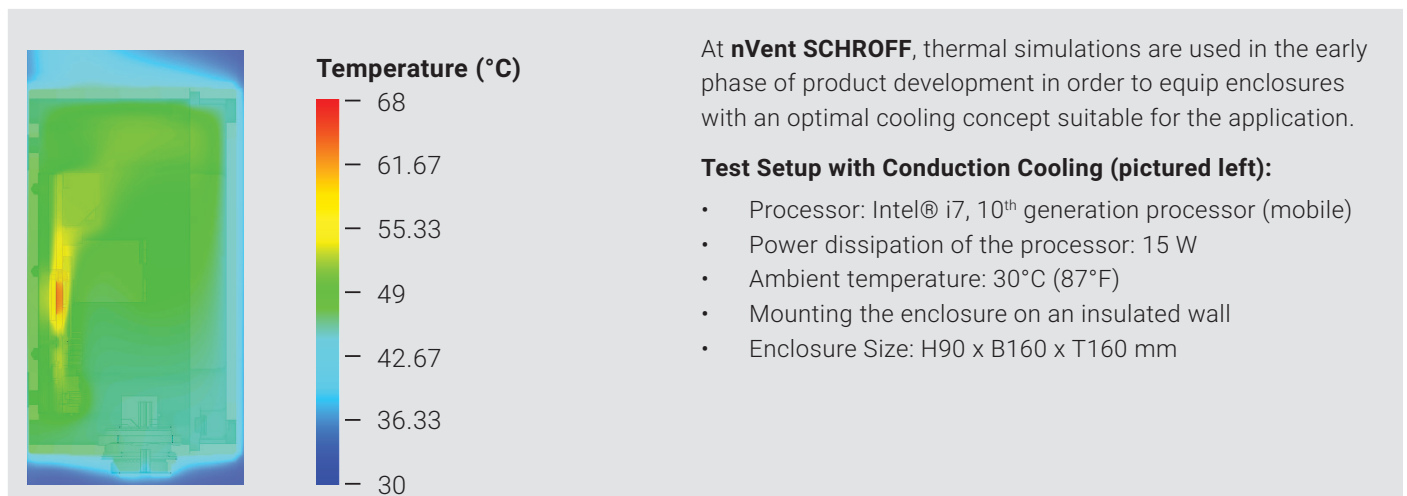 Temperature (°C)
68
61.67
55.33
49
42.67
36.33
30
At nVent SCHROFF, thermal simulations are used in the early
phase of product development in order to equip enclosures
with an optimal cooling concept suitable for the application.
Test Setup with Conduction Cooling (pictured left):
• Processor: Intel® i7, 10th generation processor (mobile)
• Power dissipation of the processor: 15 W
• Ambient temperature: 30°C (87°F)
• Mounting the enclosure on an insulated wall
• Enclosure Size: H90 x B160 x T160 mm